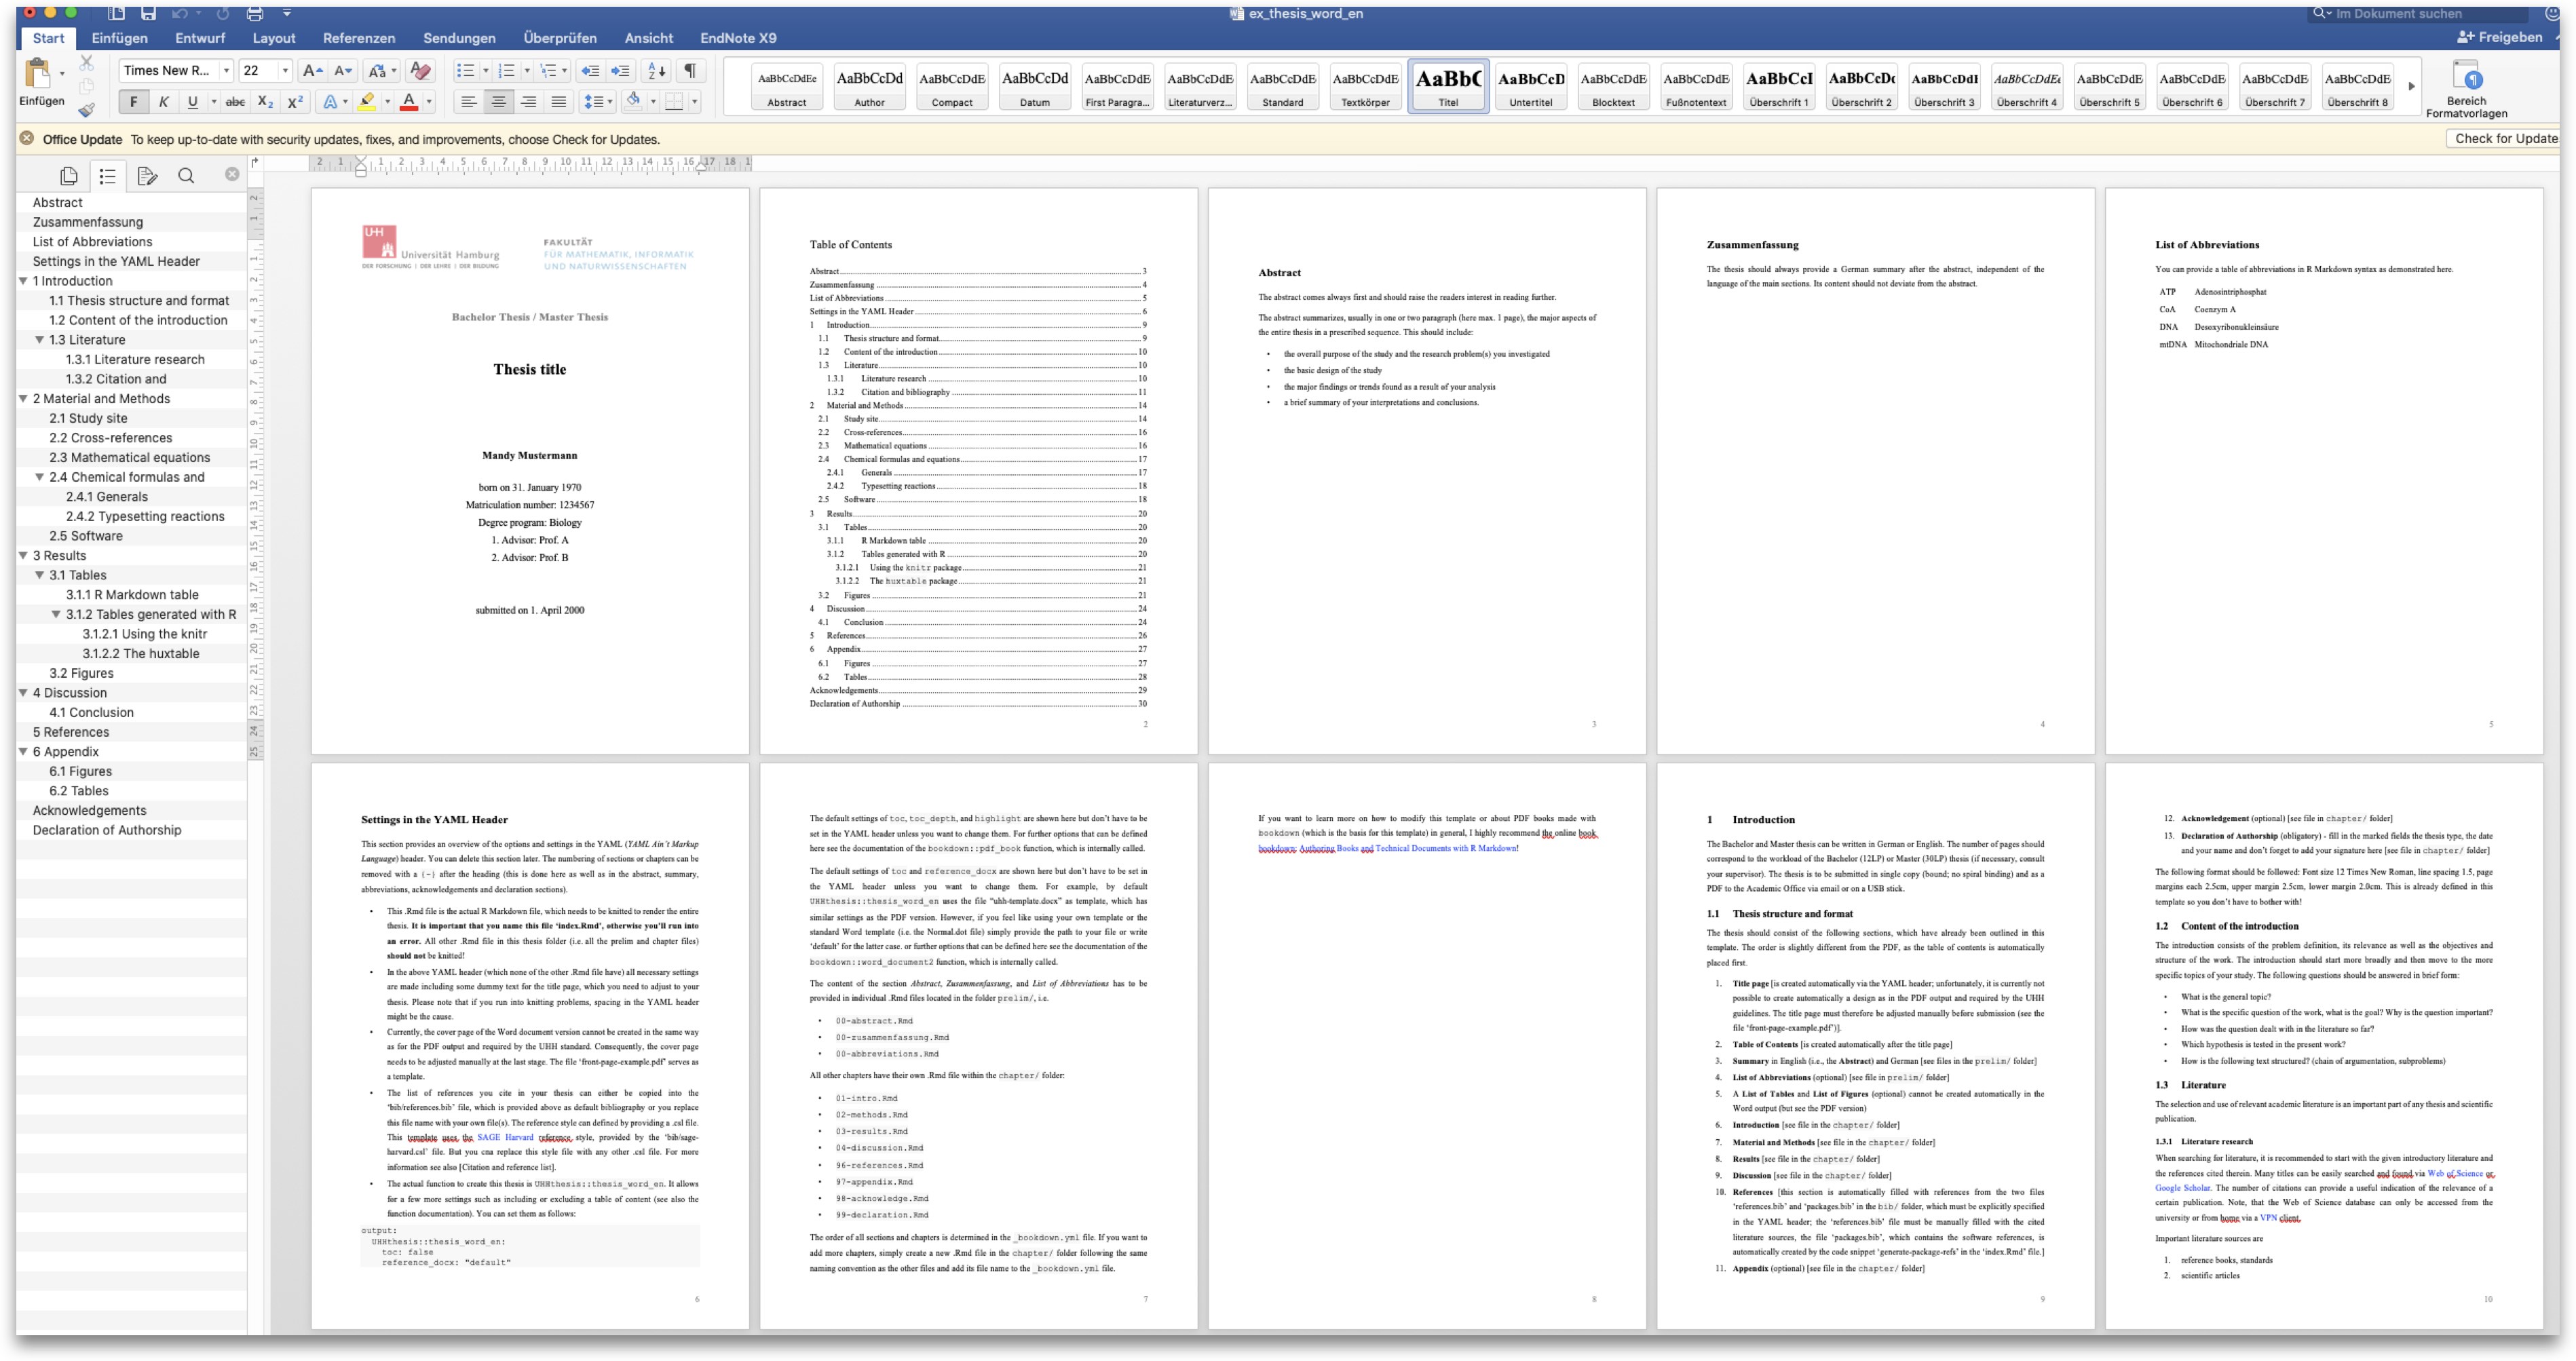 ex_thesis_word_en
Im Dokument suchen
Start Einfügen Entwurf Layout Referenzen Sendungen Überprüfen Ansicht EndNote X9
Freigeben
Einfügen
Times New R... 22
F K U abc X₂ X²
AaBbCcDdEe Abstract
AaBbCcDd Author
AaBbCcDdE Compact
AaBbCcDd Datum
AaBbCcDdE First Paragra...
AaBbCcDdE Literaturverz...
AaBbCcDdE Standard
AaBbCcDdE Textkörper
AaBbC Titel
AaBbCcD Untertitel
AaBbCcDdE Blocktext
AaBbCcDdE Fußnotentext
AaBbCcI Überschrift 1
AaBbCcDc Überschrift 2
AaBbCcDdI Überschrift 3
AaBbCcDdEe Überschrift 4
AaBbCcDdE Überschrift 5
AaBbCcDdE Überschrift 6
AaBbCcDdE Überschrift 7
AaBbCcDdE Überschrift 8
Bereich
Formatvorlagen
Office Update To keep up-to-date with security updates, fixes, and improvements, choose Check for Updates.
Check for Update
Abstract
Zusammenfassung
List of Abbreviations
Settings in the YAML Header
1 Introduction
1.1 Thesis structure and format
1.2 Content of the introduction
1.3 Literature
1.3.1 Literature research
1.3.2 Citation and
2 Material and Methods
2.1 Study site
2.2 Cross-references
2.3 Mathematical equations
2.4 Chemical formulas and
2.4.1 Generals
2.4.2 Typesetting reactions
2.5 Software
3 Results
3.1 Tables
3.1.1 R Markdown table
3.1.2 Tables generated with R
3.1.2.1 Using the knitr
3.1.2.2 The huxtable
3.2 Figures
4 Discussion
4.1 Conclusion
5 References
6 Appendix
6.1 Figures
6.2 Tables
Acknowledgements
Declaration of Authorship
UHH
Universität Hamburg
DER FORSCHUNG | DER LEHRE | DER BILDUNG
FAKULTÄT
FÜR MATHEMATIK, INFORMATIK
UND NATURWISSENSCHAFTEN
Bachelor Thesis / Master Thesis
Thesis title
Mandy Mustermann
born on 31. January 1970
Matriculation number: 1234567
Degree program: Biology
1. Advisor: Prof. A
2. Advisor: Prof. B
submitted on 1. April 2000
Table of Contents
Abstract 3
Zusammenfassung 4
List of Abbreviations 5
Settings in the YAML Header 6
1 Introduction 9
1.1 Thesis structure and format 9
1.2 Content of the introduction 10
1.3 Literature 10
1.3.1 Literature research 10
1.3.2 Citation and bibliography 11
2 Material and Methods 14
2.1 Study site 14
2.2 Cross-references 16
2.3 Mathematical equations 16
2.4 Chemical formulas and equations 17
2.4.1 Generals 17
2.4.2 Typesetting reactions 18
2.5 Software 18
3 Results 20
3.1 Tables 20
3.1.1 R Markdown table 20
3.1.2 Tables generated with R 20
3.1.2.1 Using the knitr package 21
3.1.2.2 The huxtable package 21
3.2 Figures 21
4 Discussion 24
4.1 Conclusion 24
5 References 26
6 Appendix 27
6.1 Figures 27
6.2 Tables 28
Acknowledgements 29
Declaration of Authorship 30
2
Abstract
The abstract comes always first and should raise the readers interest in reading further.
The abstract summarizes, usually in one or two paragraph (here max. 1 page), the major aspects of
the entire thesis in a prescribed sequence. This should include:
• the overall purpose of the study and the research problem(s) you investigated
• the basic design of the study
• the major findings or trends found as a result of your analysis
• a brief summary of your interpretations and conclusions.
3
Zusammenfassung
The thesis should always provide a German summary after the abstract, independent of the
language of the main sections. Its content should not deviate from the abstract.
4
List of Abbreviations
You can provide a table of abbreviations in R Markdown syntax as demonstrated here.
ATP Adenosintriphosphat
CoA Coenzym A
DNA Desoxyribonukleinsäure
mtDNA Mitochondriale DNA
5
Settings in the YAML Header
This section provides an overview of the options and settings in the YAML (YAML Ain't Markup
Language) header. You can delete this section later. The numbering of sections or chapters can be
removed with a {-} after the heading (this is done here as well as in the abstract, summary,
abbreviations, acknowledgements and declaration sections).
• This .Rmd file is the actual R Markdown file, which needs to be knitted to render the entire
thesis. It is important that you name this file 'index.Rmd', otherwise you'll run into
an error. All other .Rmd file in this thesis folder (i.e. all the prelim and chapter files)
should not be knitted!
• In the above YAML header (which none of the other .Rmd file have) all necessary settings
are made including some dummy text for the title page, which you need to adjust to your
thesis. Please note that if you run into knitting problems, spacing in the YAML header
might be the cause.
• Currently, the cover page of the Word document version cannot be created in the same way
as for the PDF output and required by the UHH standard. Consequently, the cover page
needs to be adjusted manually at the last stage. The file 'front-page-example.pdf' serves as
a template.
• The list of references you cite in your thesis can either be copied into the
'bib/references.bib' file, which is provided above as default bibliography or you replace
this file name with your own file(s). The reference style can defined by providing a .csl file.
This template uses the SAGE Harvard reference style, provided by the 'bib/sage-
harvard.csl' file. But you cna replace this style file with any other .csl file. For more
information see also [Citation and reference list].
• The actual function to create this thesis is UHHthesis::thesis_word_en. It allows
for a few more settings such as including or excluding a table of content (see also the
function documentation). You can set them as follows:
output:
UHHthesis::thesis_word_en:
toc: false
reference_docx: "default"
6
The default settings of toc, toc_depth, and highlight are shown here but don't have to be
set in the YAML header unless you want to change them. For further options that can be defined
here see the documentation of the bookdown::pdf_book function, which is internally called.
The default settings of toc and reference_docx are shown here but don't have to be set in
the YAML header unless you want to change them. For example, by default
UHHthesis::thesis_word_en uses the file "uhh-template.docx" as template, which has
similar settings as the PDF version. However, if you feel like using your own template or the
standard Word template (i.e. the Normal.dot file) simply provide the path to your file or write
'default' for the latter case. or further options that can be defined here see the documentation of the
bookdown::word_document2 function, which is internally called.
The content of the section Abstract, Zusammenfassung, and List of Abbreviations has to be
provided in individual .Rmd files located in the folder prelim/, i.e.
• 00-abstract.Rmd
• 00-zusammenfassung.Rmd
• 00-abbreviations.Rmd
All other chapters have their own .Rmd file within the chapter/ folder:
• 01-intro.Rmd
• 02-methods.Rmd
• 03-results.Rmd
• 04-discussion.Rmd
• 96-references.Rmd
• 97-appendix.Rmd
• 98-acknowledge.Rmd
• 99-declaration.Rmd
The order of all sections and chapters is determined in the _bookdown.yml file. If you want to
add more chapters, simply create a new .Rmd file in the chapter/ folder following the same
naming convention as the other files and add its file name to the _bookdown.yml file.
7
If you want to learn more on how to modify this template or about PDF books made with
bookdown (which is the basis for this template) in general, I highly recommend the online book
bookdown: Authoring Books and Technical Documents with R Markdown!
8
1 Introduction
The Bachelor and Master thesis can be written in German or English. The number of pages should
correspond to the workload of the Bachelor (12LP) or Master (30LP) thesis (if necessary, consult
your supervisor). The thesis is to be submitted in single copy (bound; no spiral binding) and as a
PDF to the Academic Office via email or on a USB stick.
1.1 Thesis structure and format
The thesis should consist of the following sections, which have already been outlined in this
template. The order is slightly different from the PDF, as the table of contents is automatically
placed first.
1. Title page [is created automatically via the YAML header; unfortunately, it is currently not
possible to create automatically a design as in the PDF output and required by the UHH
guidelines. The title page must therefore be adjusted manually before submission (see the
file 'front-page-example.pdf')].
2. Table of Contents [is created automatically after the title page]
3. Summary in English (i.e., the Abstract) and German [see files in the prelim/ folder]
4. List of Abbreviations (optional) [see file in prelim/ folder]
5. A List of Tables and List of Figures (optional) cannot be created automatically in the
Word output (but see the PDF version)
6. Introduction [see file in the chapter/ folder]
7. Material and Methods [see file in the chapter/ folder]
8. Results [see file in the chapter/ folder]
9. Discussion [see file in the chapter/ folder]
10. References [this section is automatically filled with references from the two files
'references.bib' and 'packages.bib' in the bib/ folder, which must be explicitly specified
in the YAML header; the 'references.bib' file must be manually filled with the cited
literature sources, the file 'packages.bib', which contains the software references, is
automatically created by the code snippet 'generate-package-refs' in the 'index.Rmd' file.]
11. Appendix (optional) [see file in the chapter/ folder]
9
12. Acknowledgement (optional) [see file in chapter/ folder]
13. Declaration of Authorship (obligatory) - fill in the marked fields the thesis type, the date
and your name and don't forget to add your signature here [see file in chapter/ folder]
The following format should be followed: Font size 12 Times New Roman, line spacing 1.5, page
margins each 2.5cm, upper margin 2.5cm, lower margin 2.0cm. This is already defined in this
template so you don't have to bother with!
1.2 Content of the introduction
The introduction consists of the problem definition, its relevance as well as the objectives and
structure of the work. The introduction should start more broadly and then move to the more
specific topics of your study. The following questions should be answered in brief form:
• What is the general topic?
• What is the specific question of the work, what is the goal? Why is the question important?
• How was the question dealt with in the literature so far?
• Which hypothesis is tested in the present work?
• How is the following text structured? (chain of argumentation, subproblems)
1.3 Literature
The selection and use of relevant academic literature is an important part of any thesis and scientific
publication.
1.3.1 Literature research
When searching for literature, it is recommended to start with the given introductory literature and
the references cited therein. Many titles can be easily searched and found via Web of Science or
Google Scholar. The number of citations can provide a useful indication of the relevance of a
certain publication. Note, that the Web of Science database can only be accessed from the
university or from home via a VPN client.
Important literature sources are
1. reference books, standards
2. scientific articles
10